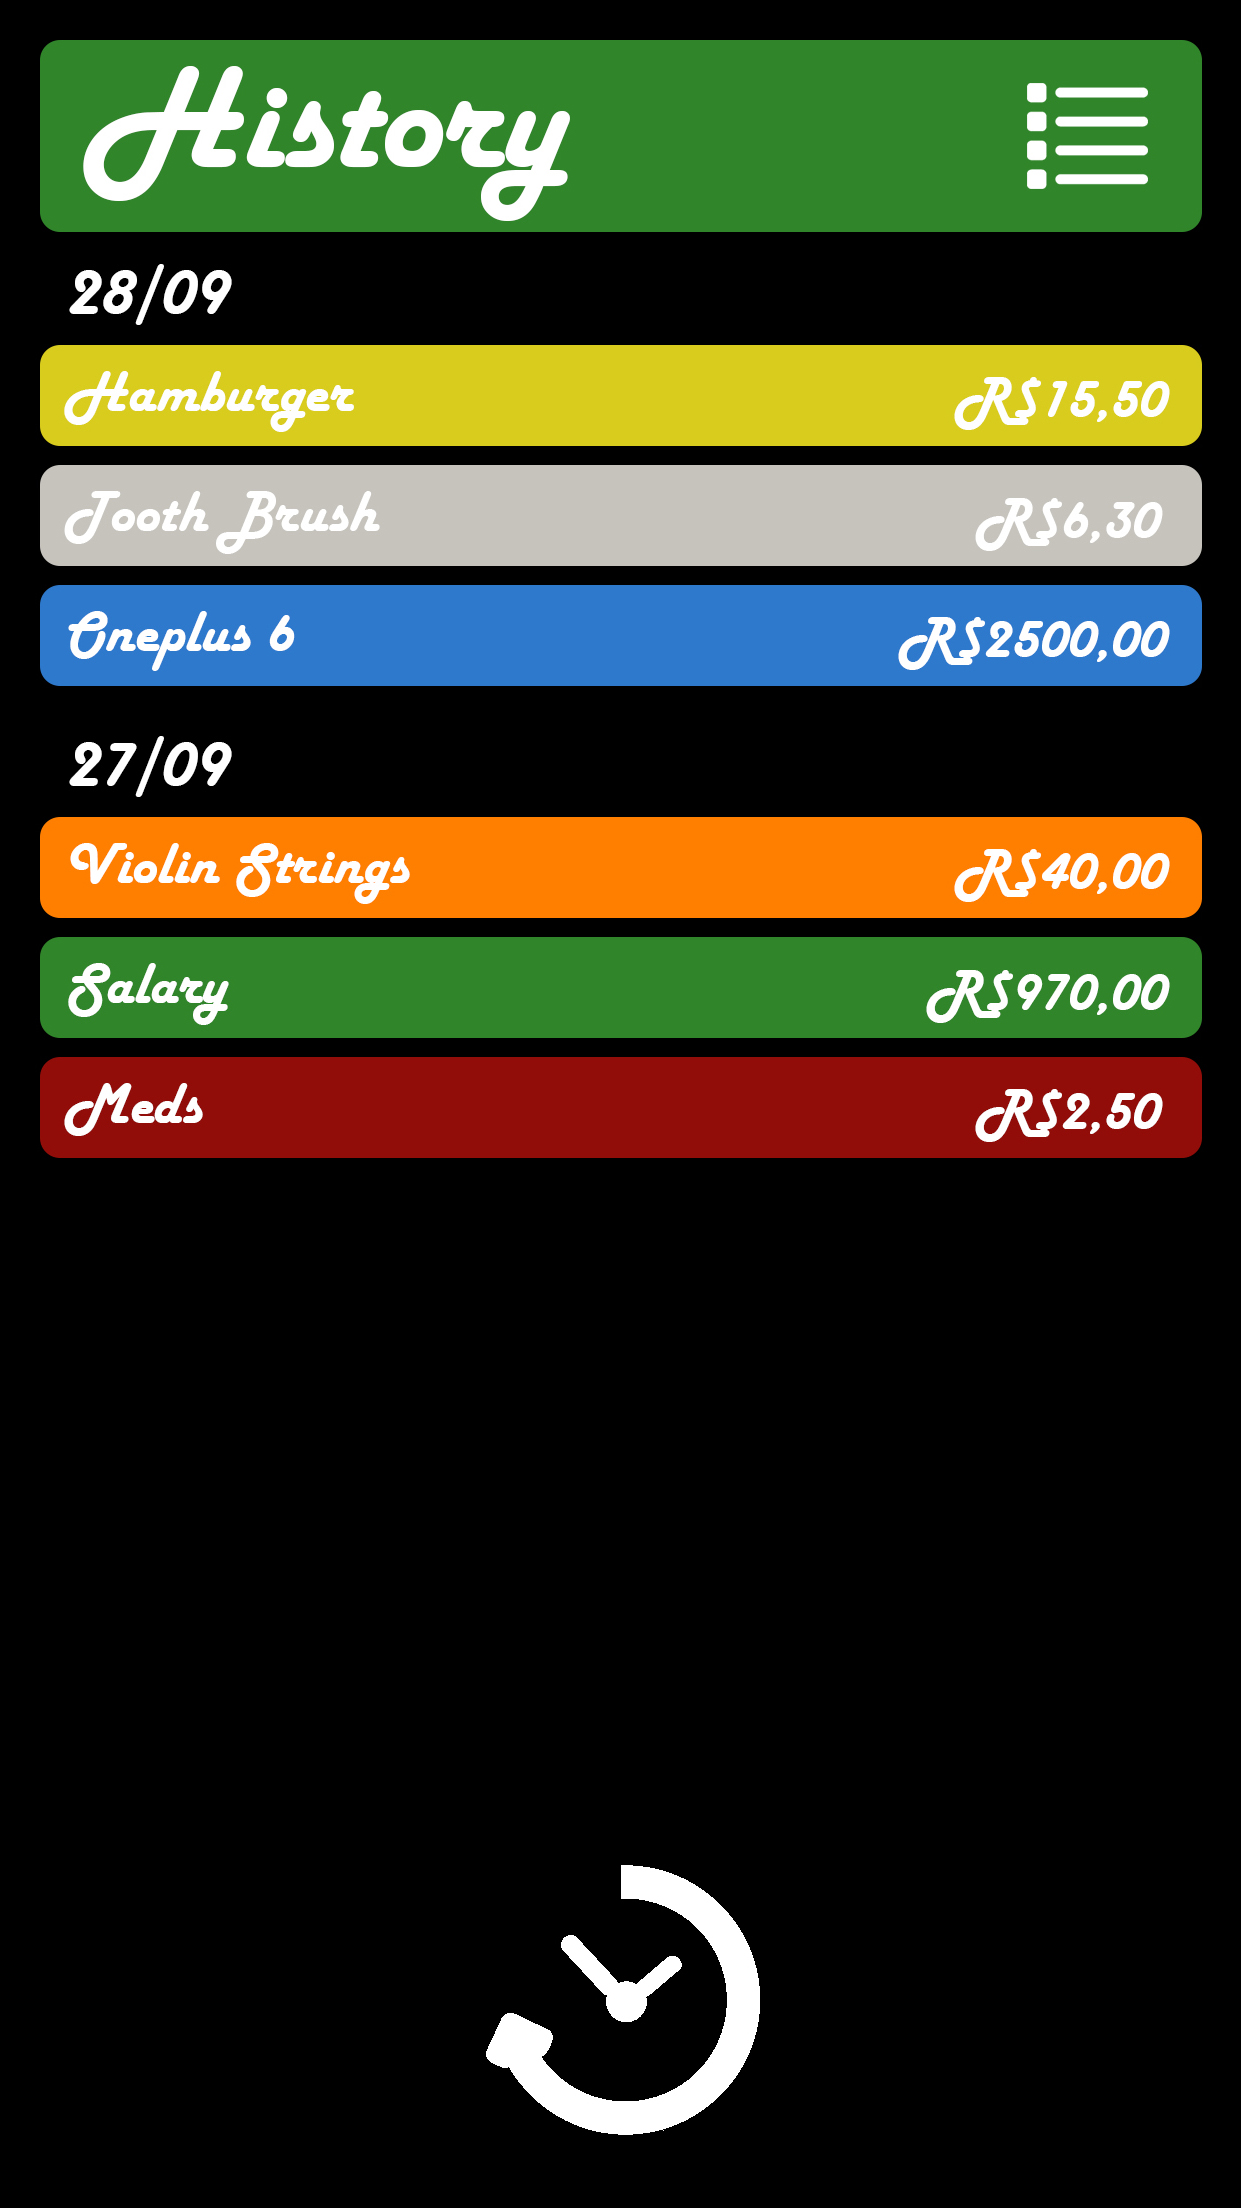 History
28/09
Hamburger R$15,50
Tooth Brush R$6,30
Oneplus 6 R$2500,00
27/09
Violin Strings R$40,00
Salary R$970,00
Meds R$2,50